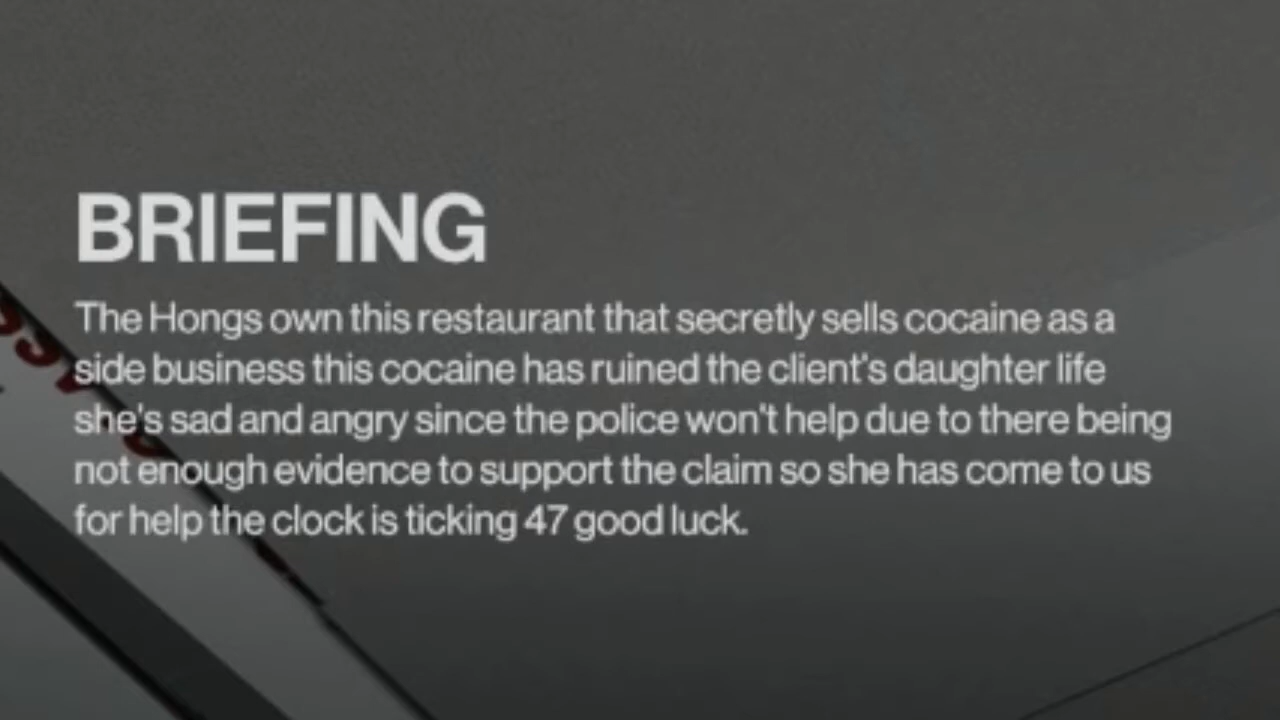 BRIEFING
The Hongs own this restaurant that secretly sells cocaine as a
side business this cocaine has ruined the client's daughter life
she's sad and angry since the police won't help due to there being
not enough evidence to support the claim so she has come to us
for help the clock is ticking 47 good luck.